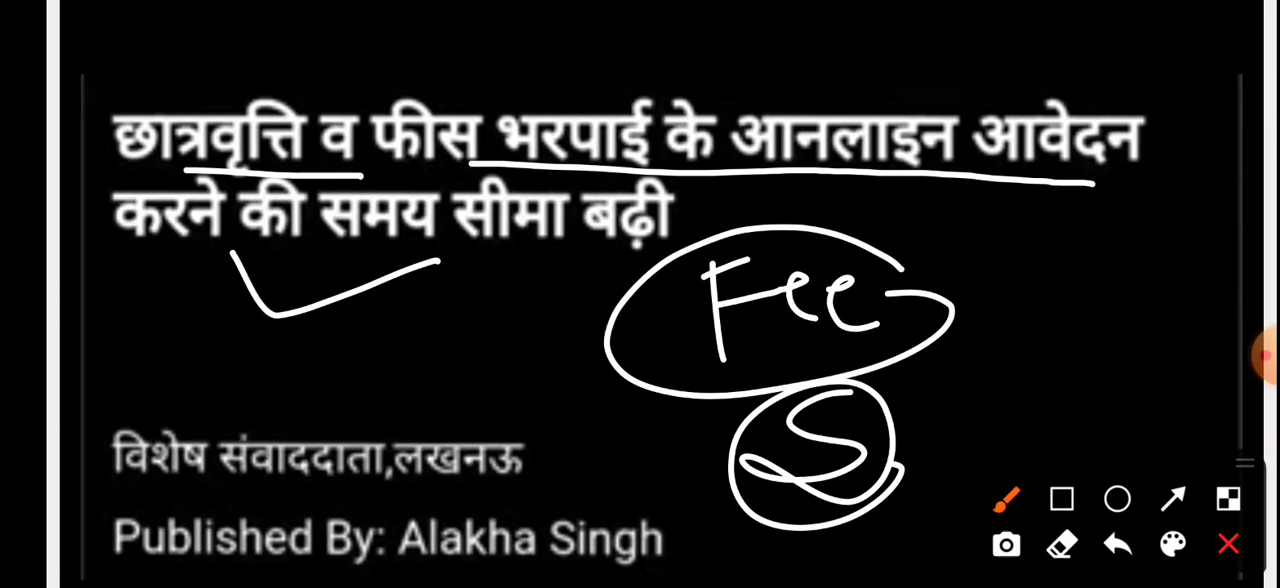 छात्रवृत्ति व फीस भरपाई के आनलाइन आवेदन
करने की समय सीमा बढ़ी
Fee
S
विशेष संवाददाता,लखनऊ
Published By: Alakha Singh